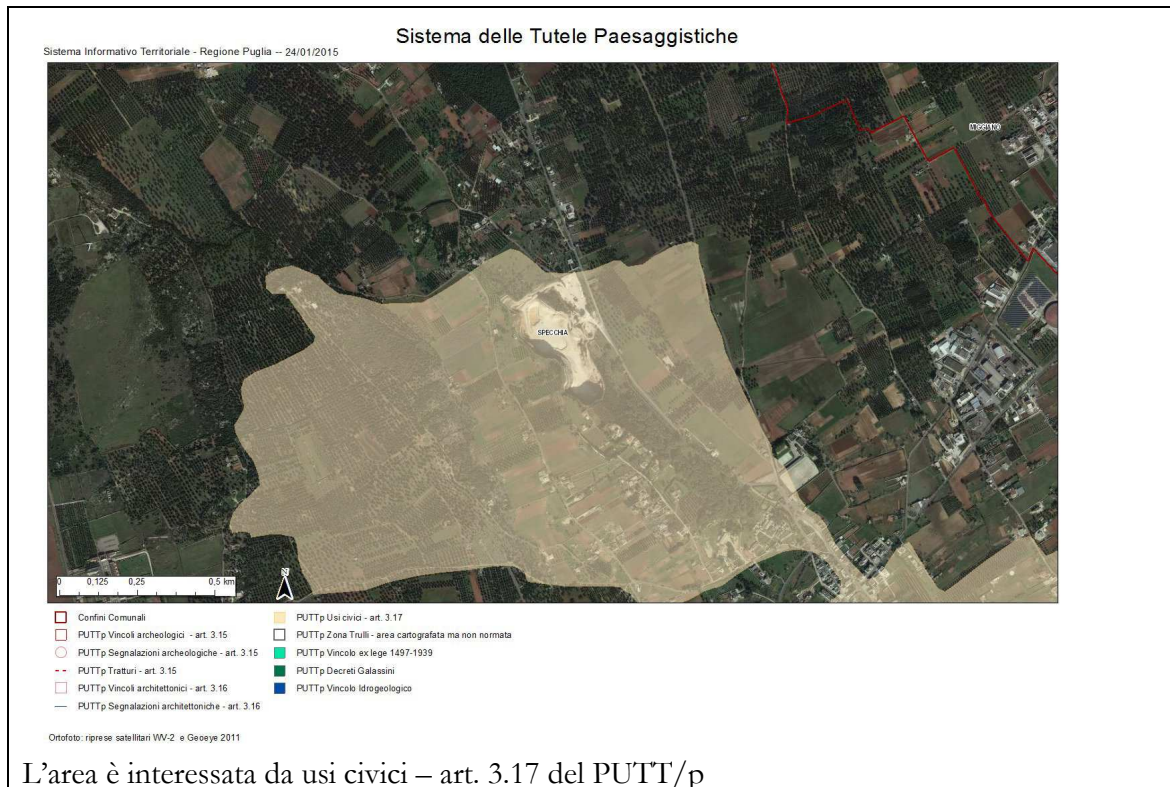 Sistema delle Tutele Paesaggistiche
Sistema Informativo Territoriale - Regione Puglia -- 24/01/2015
MIGGIANO
SPECCHIA
0 0,125 0,25 0,5 km
N
Confini Comunali
PUTTp Vincoli archeologici - art. 3.15
PUTTp Segnalazioni archeologiche - art. 3.15
PUTTp Tratturi - art. 3.15
PUTTp Vincoli architettonici - art. 3.16
PUTTp Segnalazioni architettoniche - art. 3.16
PUTTp Usi civici - art. 3.17
PUTTp Zona Trulli - area cartografata ma non normata
PUTTp Vincolo ex lege 1497-1939
PUTTp Decreti Galassini
PUTTp Vincolo Idrogeologico
Ortofoto: riprese satellitari WV-2 e Geoeye 2011
L’area è interessata da usi civici – art. 3.17 del PUTT/p